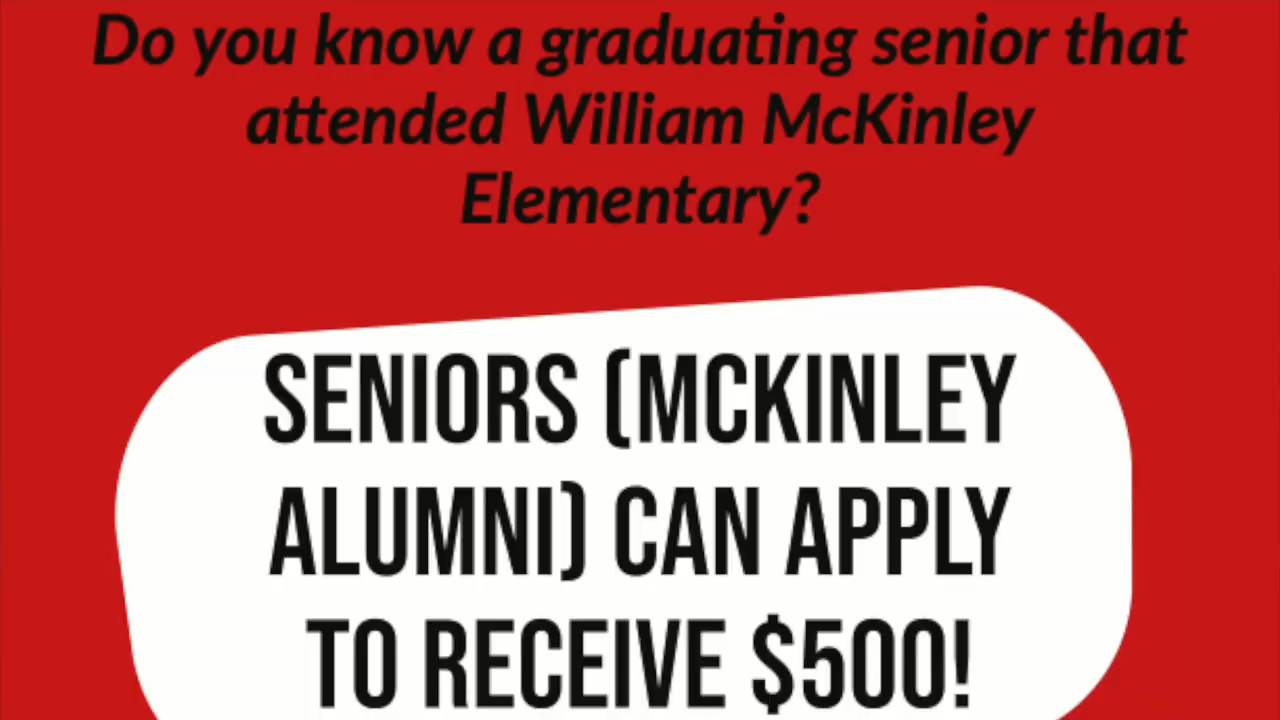 Do you know a graduating senior that
attended William McKinley
Elementary?
SENIORS (MCKINLEY
ALUMNI) CAN APPLY
TO RECEIVE $500!